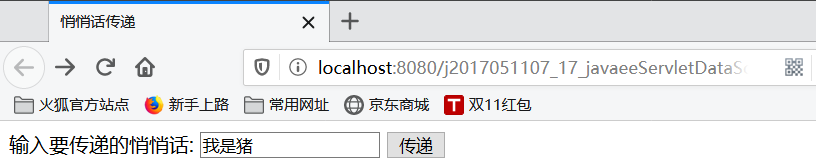 悄悄话传递
localhost:8080/j2017051107_17_javaeeServletDataS
火狐官方站点 新手上路 常用网址 京东商城 T 双11红包
输入要传递的悄悄话: 我是猪 传递